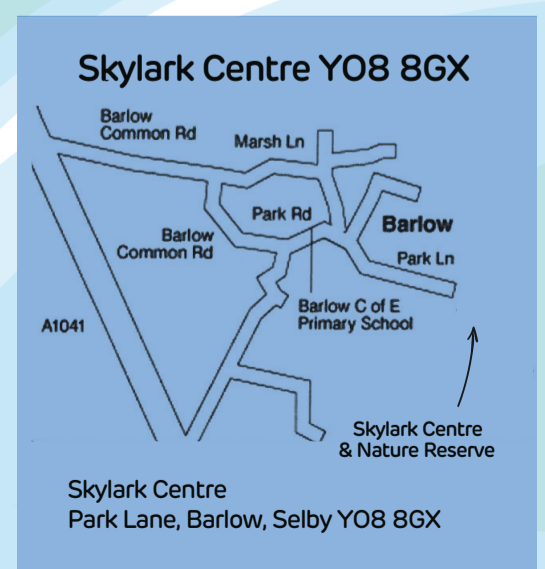 Skylark Centre YO8 8GX
Barlow
Common Rd
Marsh Ln
Park Rd
Barlow
Barlow
Common Rd
Park Ln
A1041
Barlow C of E
Primary School
Skylark Centre
& Nature Reserve
Skylark Centre
Park Lane, Barlow, Selby YO8 8GX